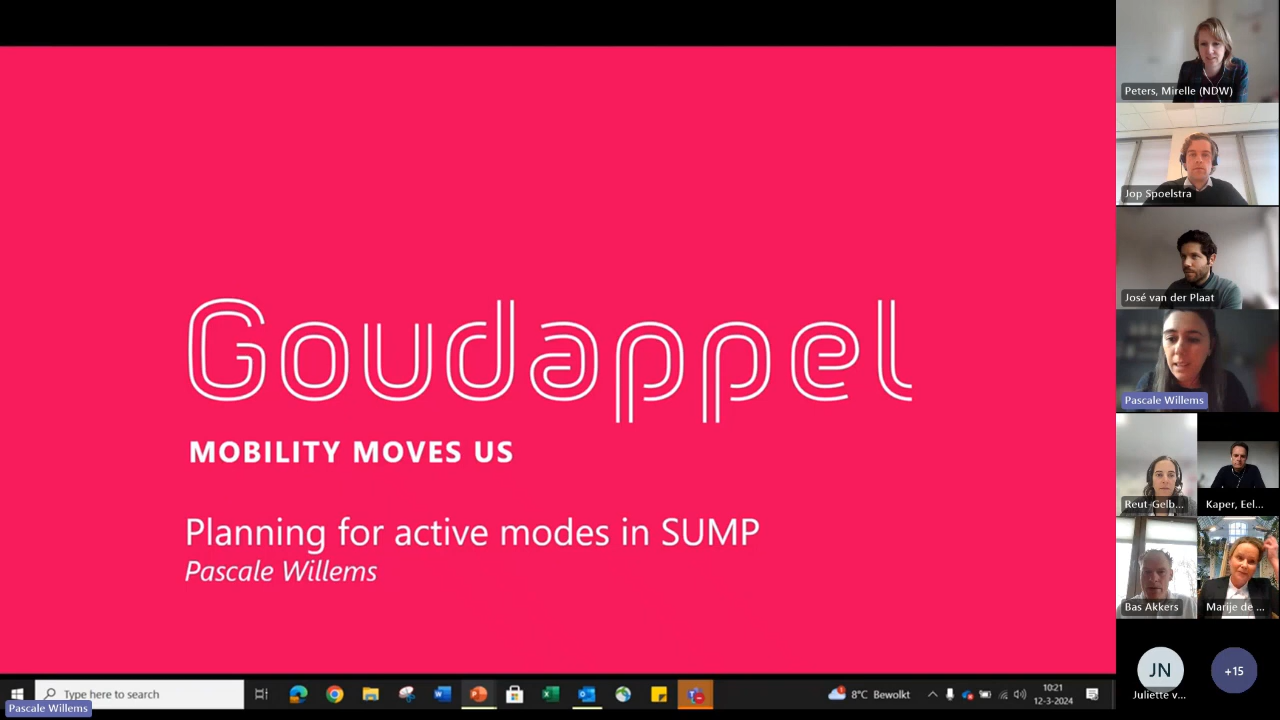 Goudappel
MOBILITY MOVES US
Planning for active modes in SUMP
Pascale Willems
Type here to search
8°C Bewolkt
10:21
12-3-2024
Pascale Willems
Peters, Mirelle (NDW)
Jop Spoelstra
José van der Plaat
Pascale Willems
Reut-Gelb...
Kaper, Eel...
Bas Akkers
Marije de ...
JN
Juliette v...
+15